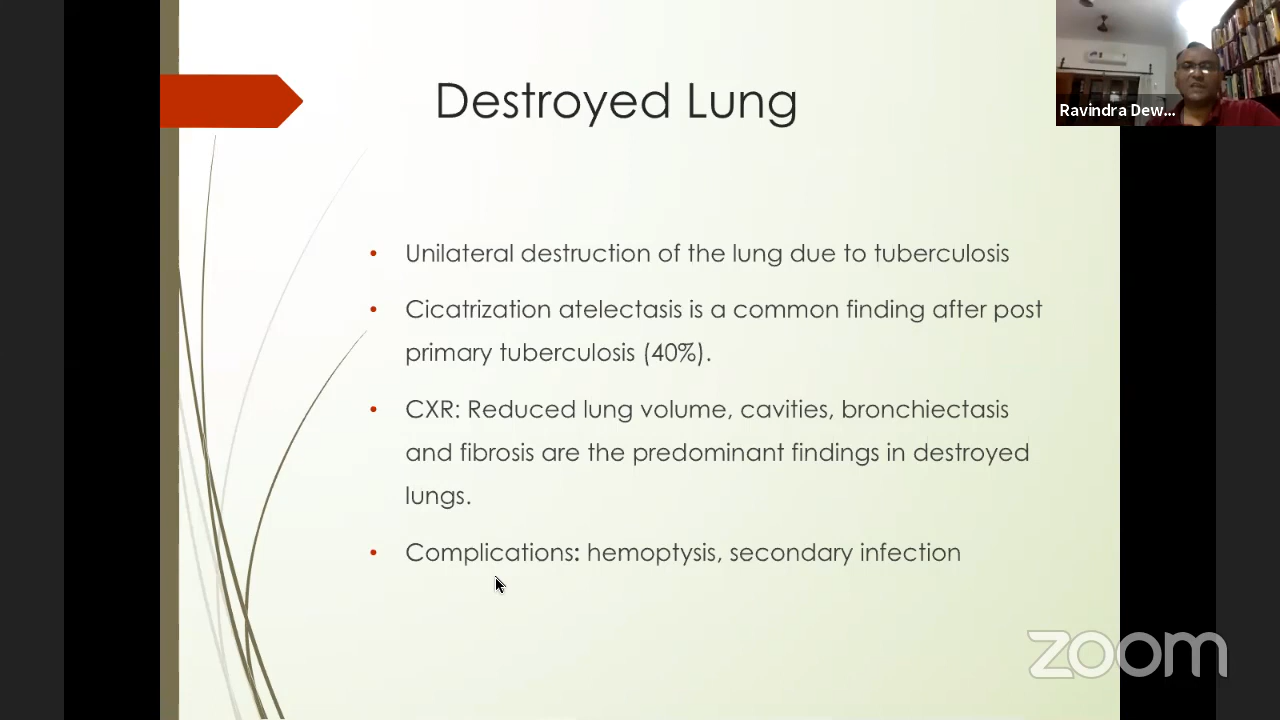 Destroyed Lung
Ravindra Dew...
• Unilateral destruction of the lung due to tuberculosis
• Cicatrization atelectasis is a common finding after post
primary tuberculosis (40%).
• CXR: Reduced lung volume, cavities, bronchiectasis
and fibrosis are the predominant findings in destroyed
lungs.
• Complications: hemoptysis, secondary infection
zoom